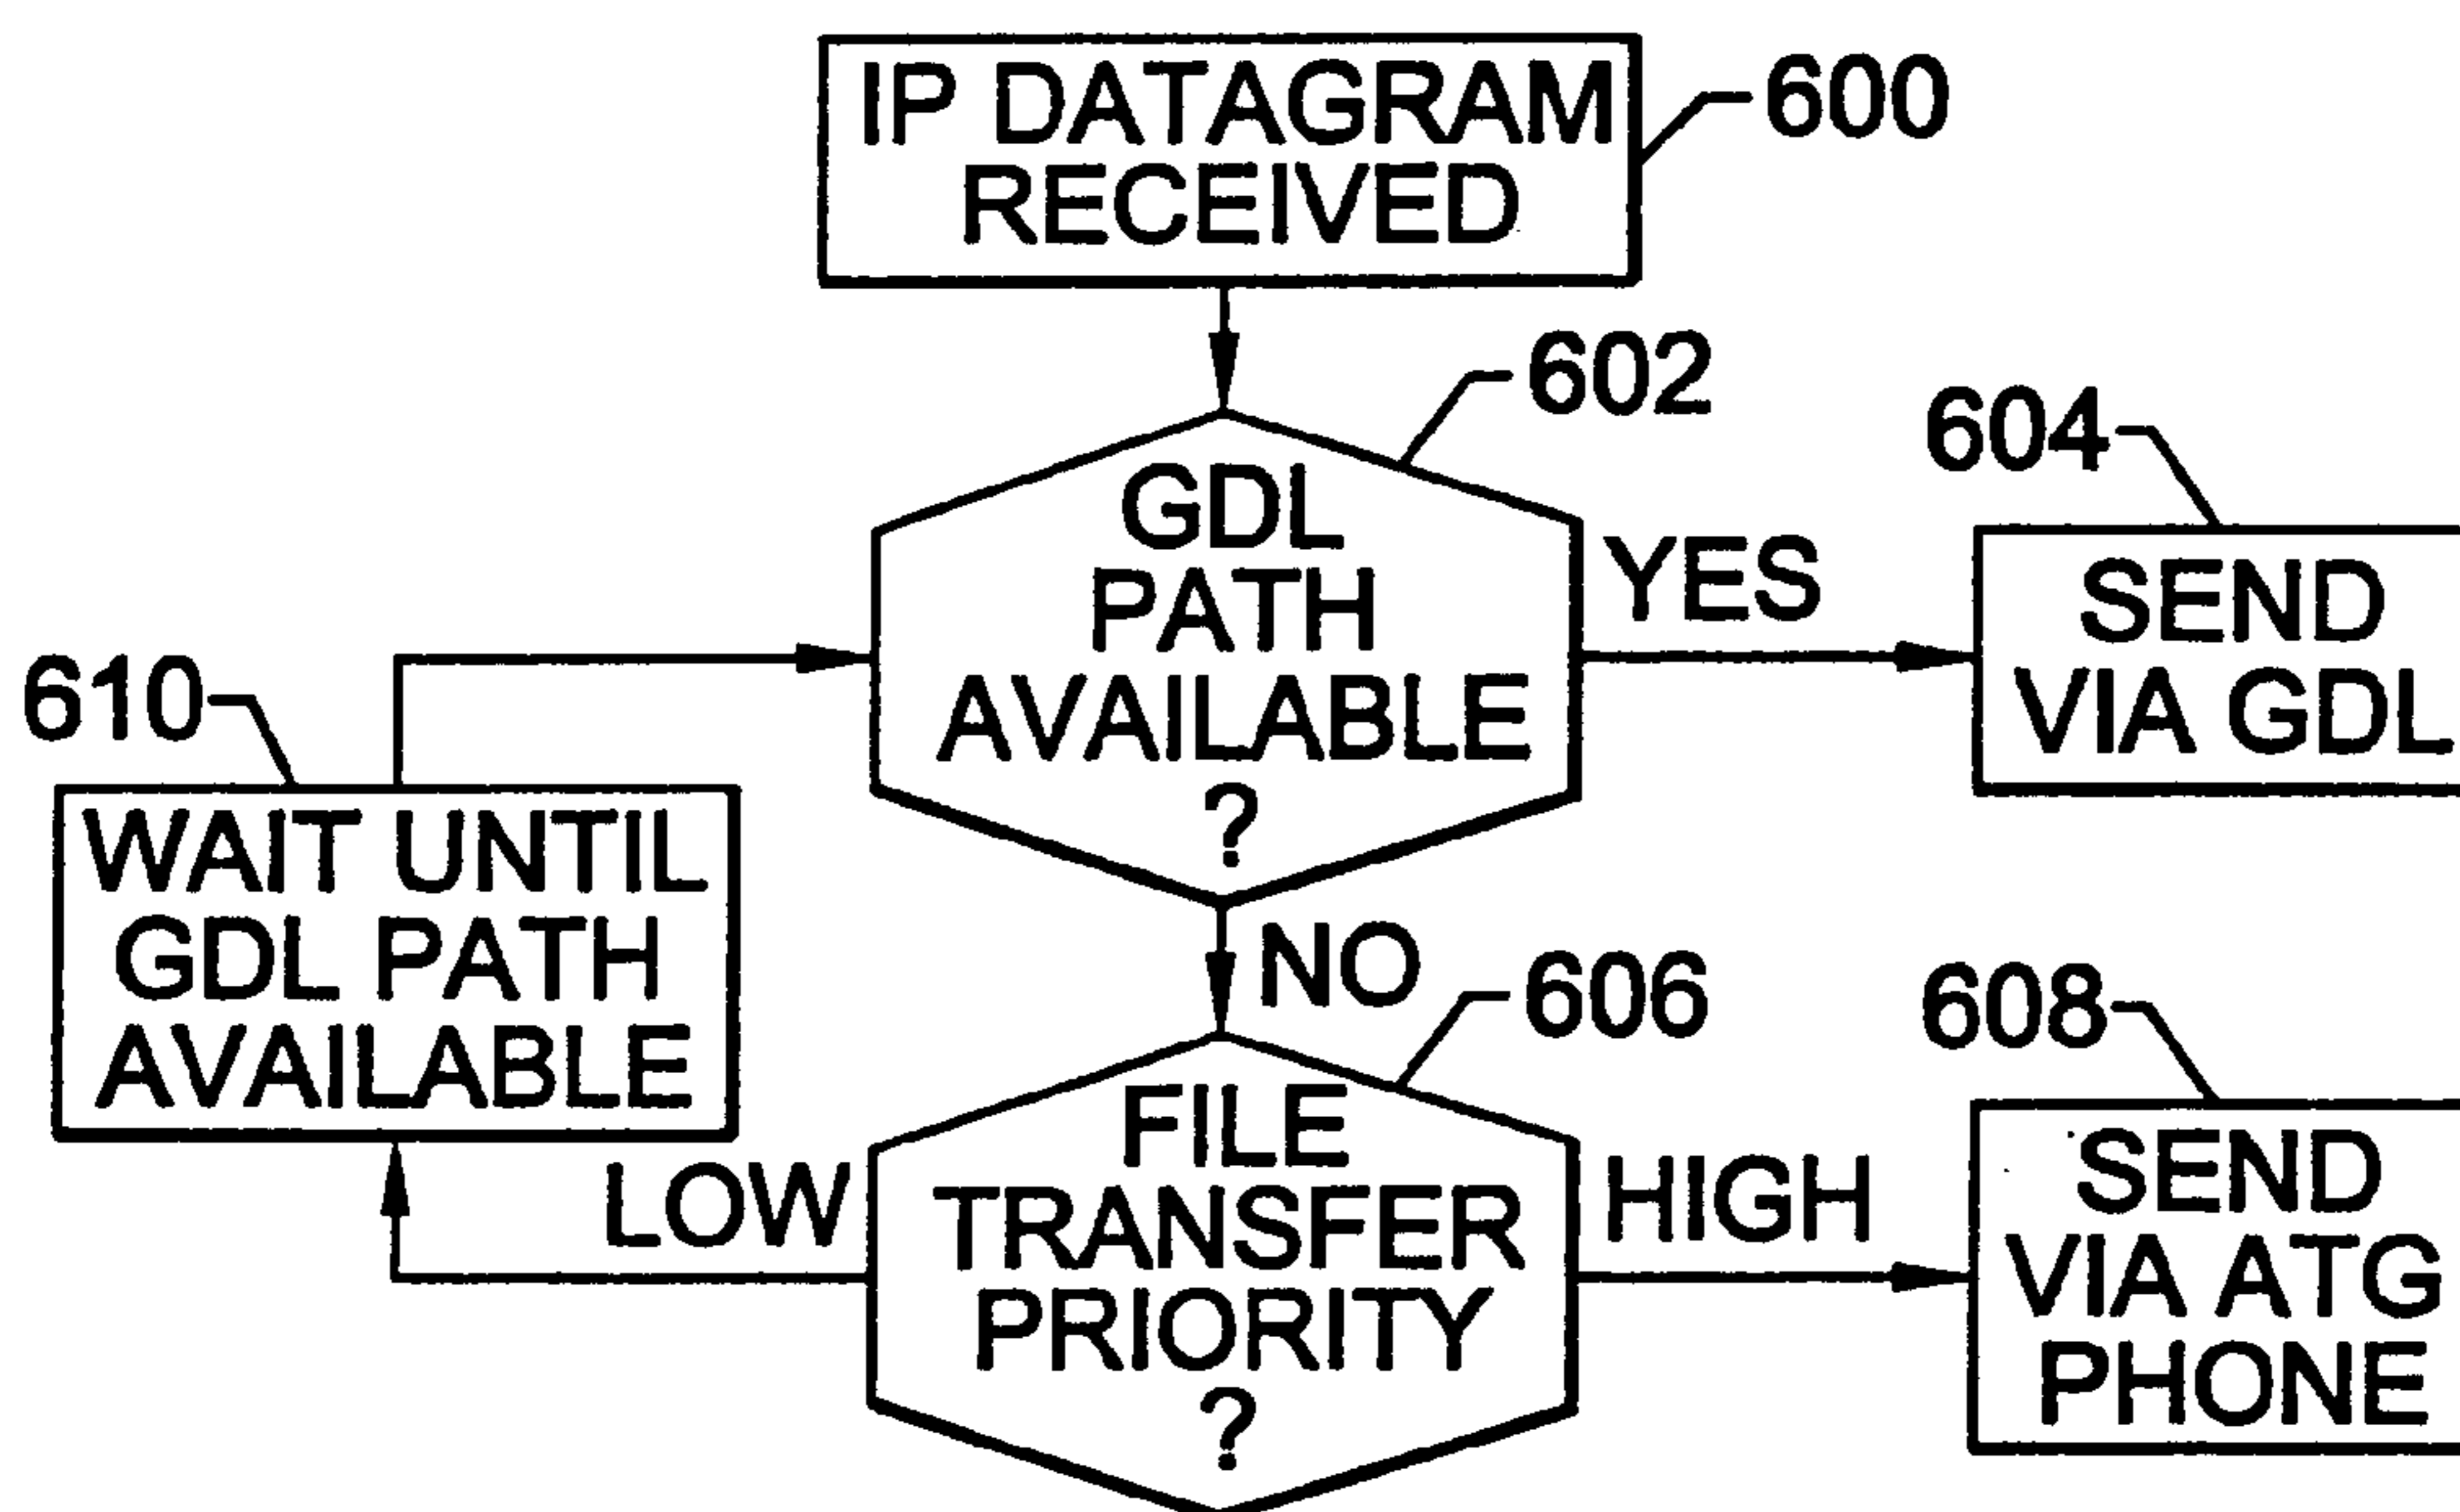 IP DATAGRAM
RECEIVED
600
602
GDL
PATH
AVAILABLE
?
YES
604
SEND
VIA GDL
610
WAIT UNTIL
GDL PATH
AVAILABLE
NO
606
FILE
TRANSFER
PRIORITY
?
LOW
HIGH
608
SEND
VIA ATG
PHONE